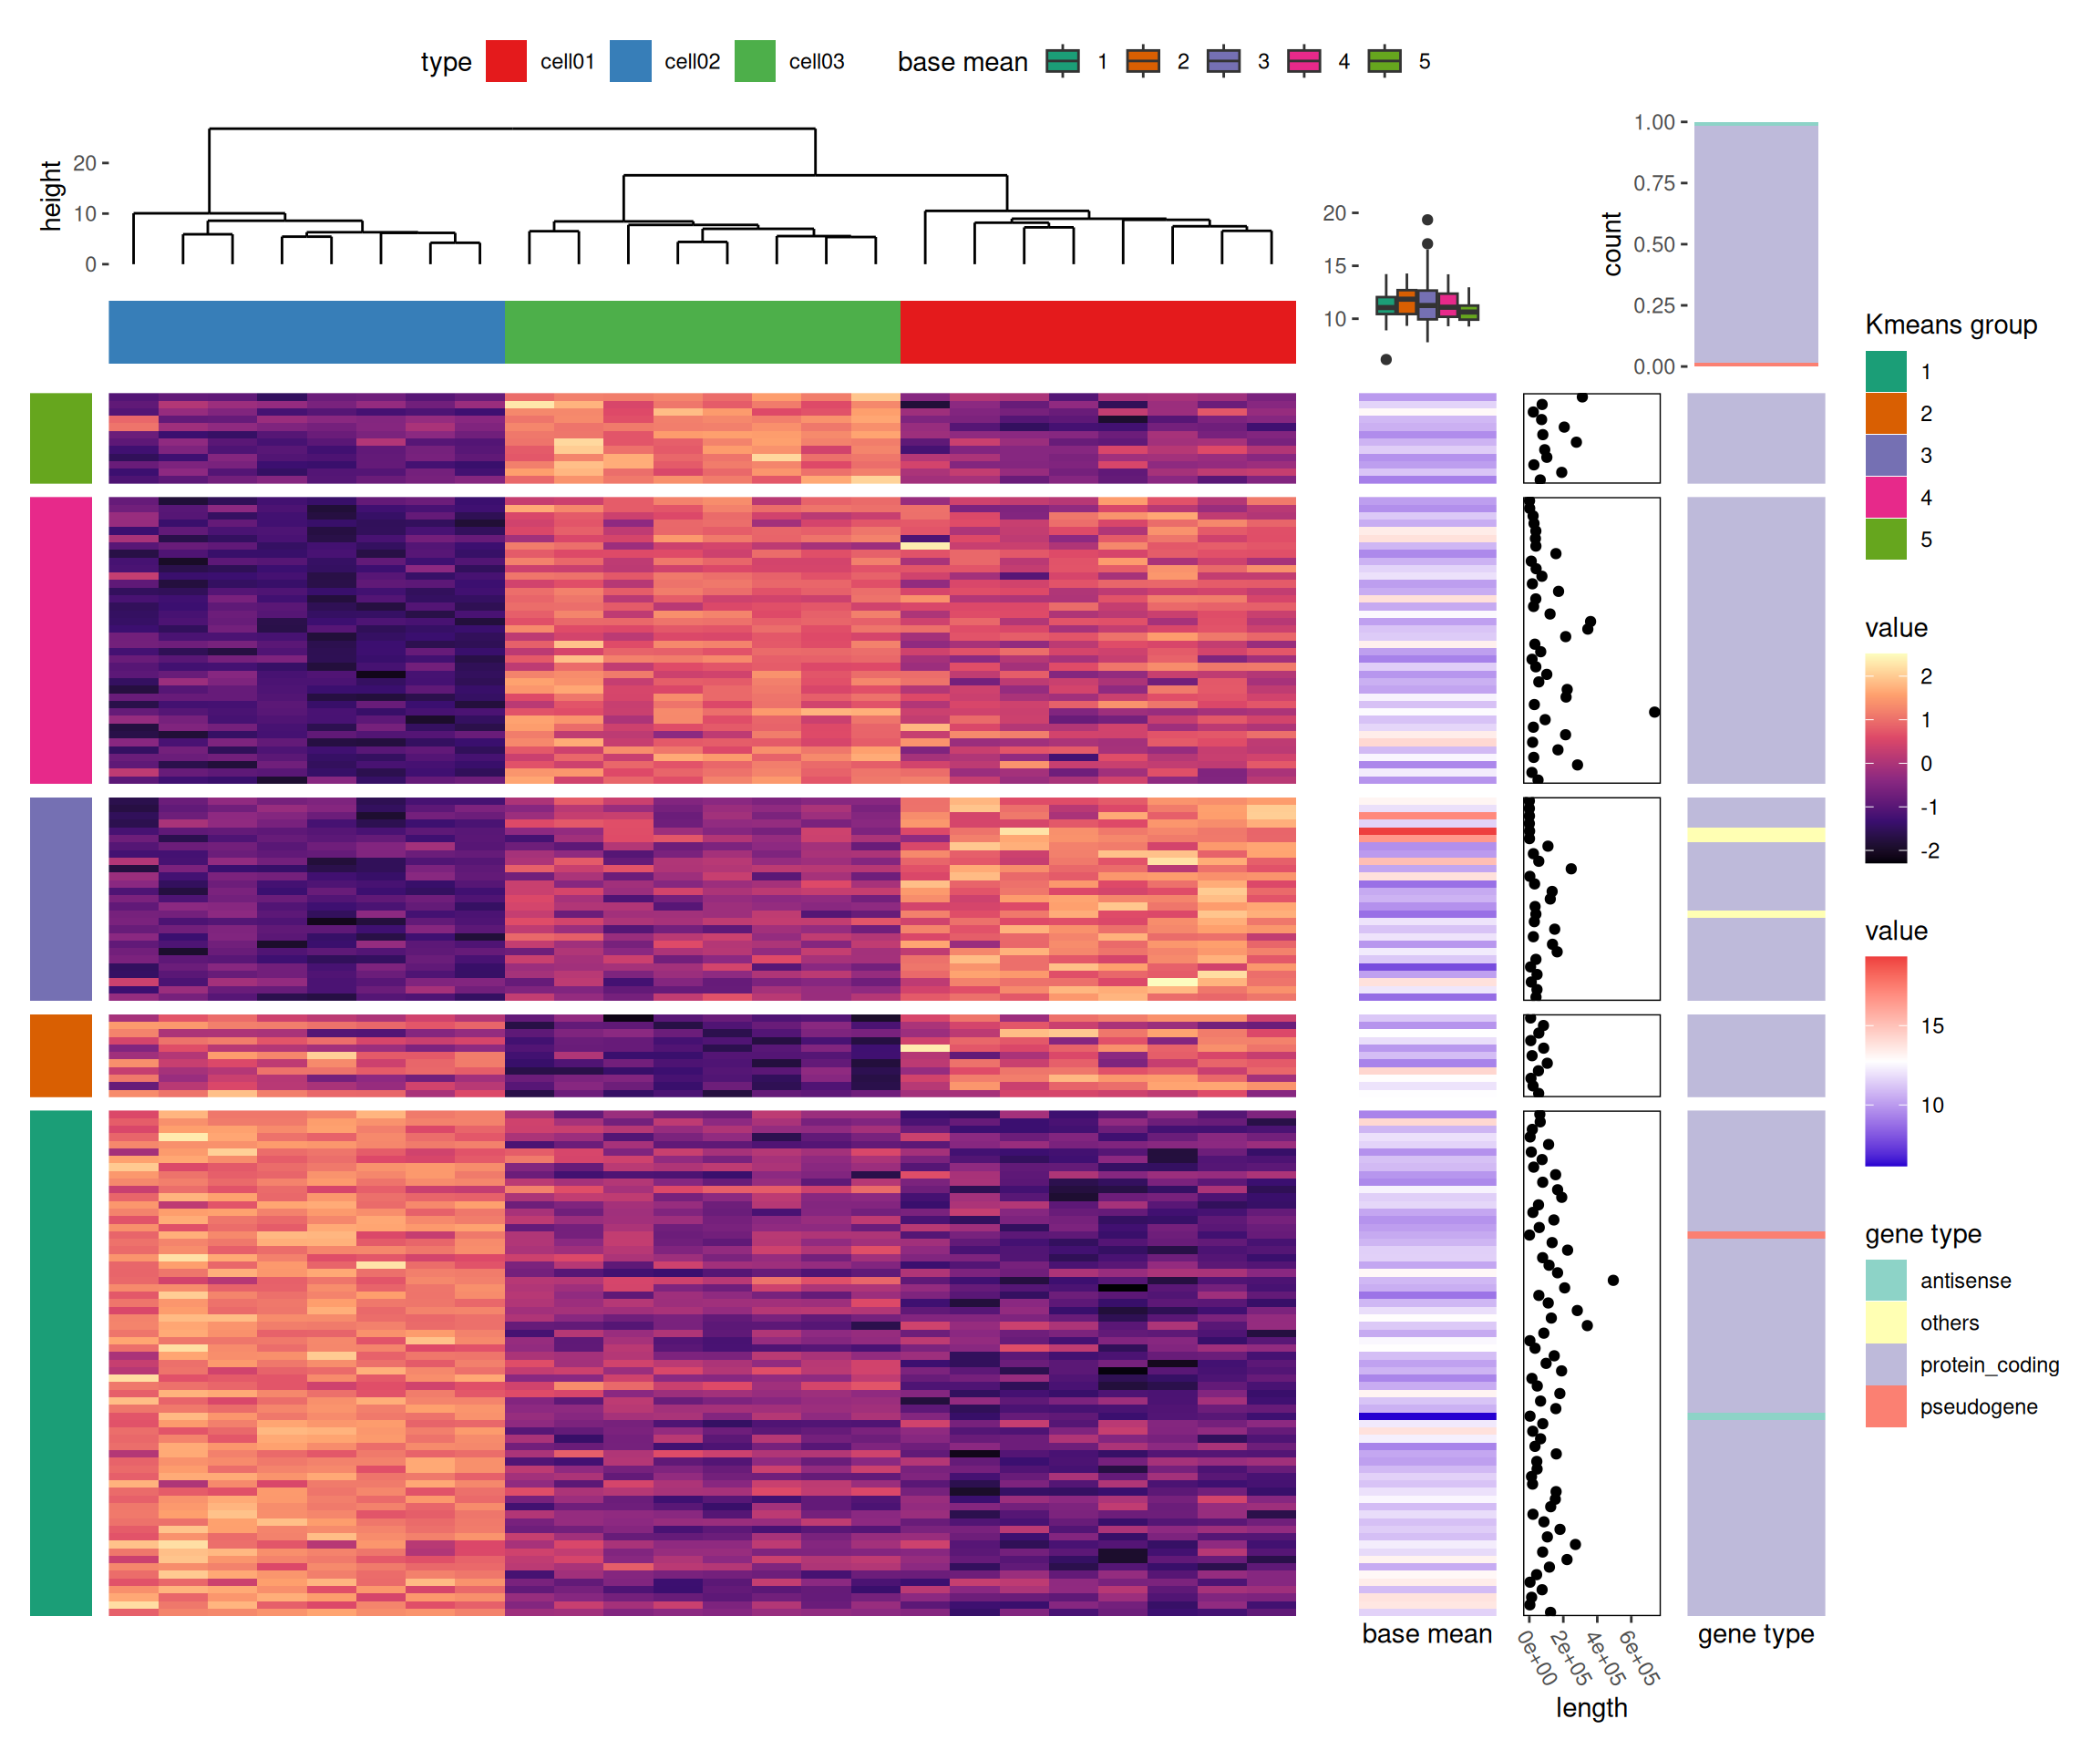 type cell01 cell02 cell03 base mean 1 2 3 4 5
height
20
10
0
20
15
10
count
1.00
0.75
0.50
0.25
0.00
Kmeans group
1
2
3
4
5
value
2
1
0
-1
-2
value
15
10
gene type
antisense
others
protein_coding
pseudogene
base mean
0e+00 2e+05 4e+05 6e+05
length
gene type